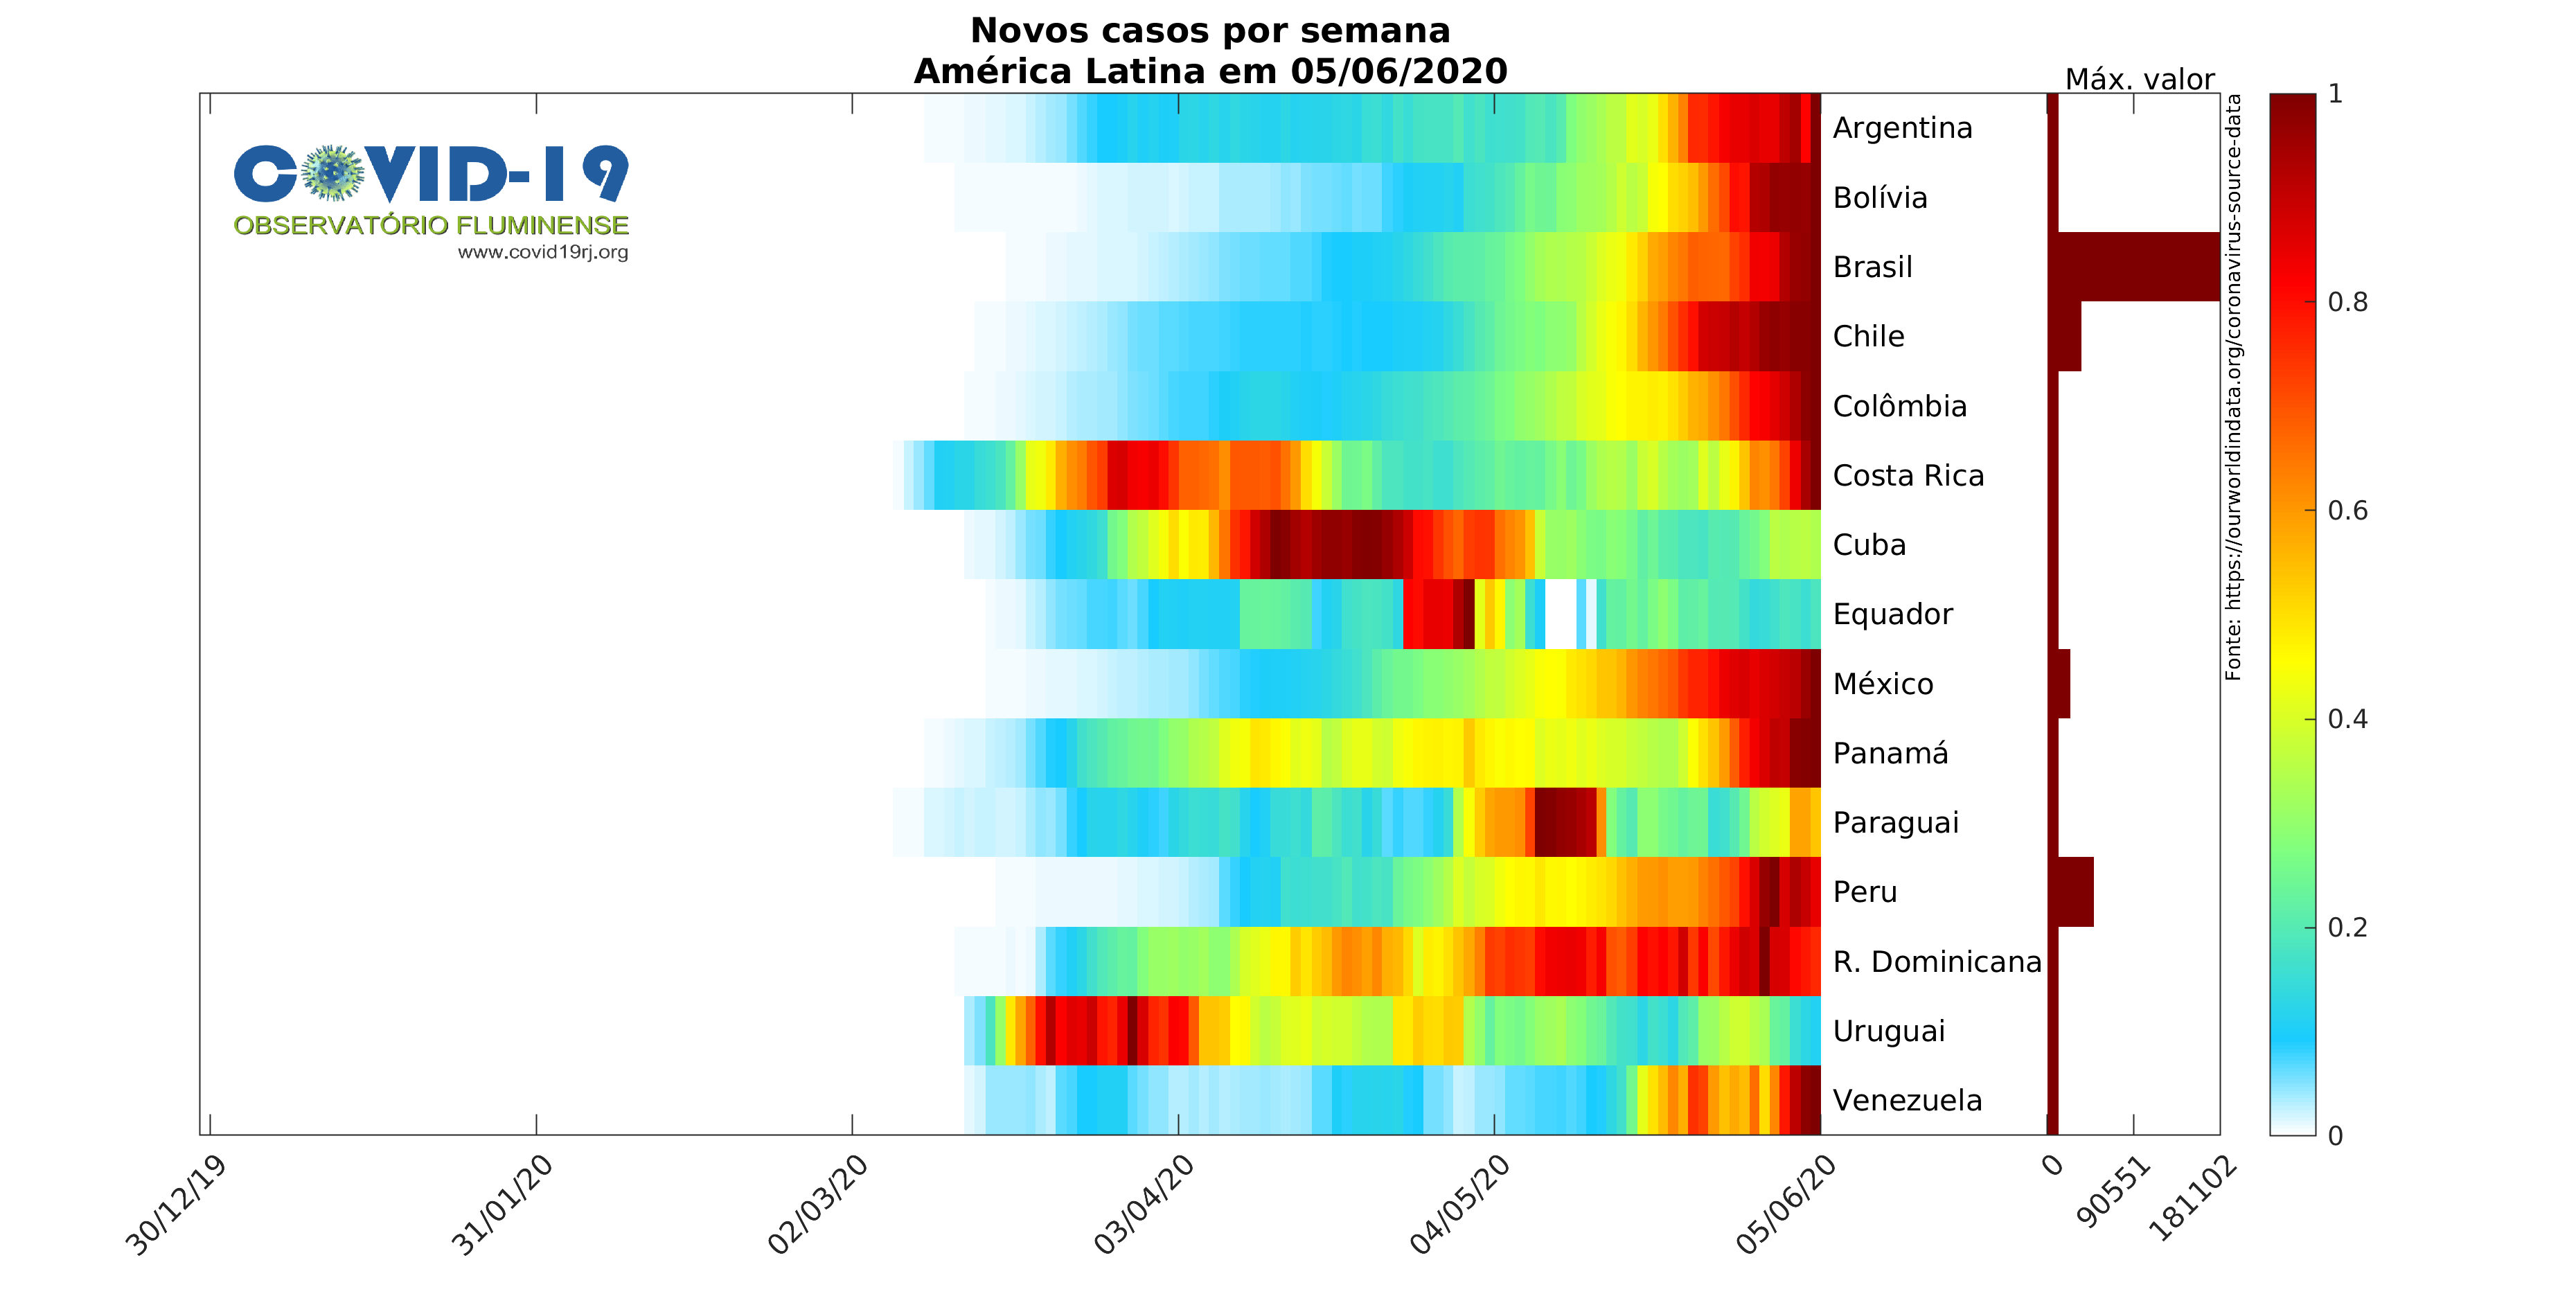 Novos casos por semana
América Latina em 05/06/2020
COVID-19
OBSERVATÓRIO FLUMINENSE
www.covid19rj.org
Argentina
Bolívia
Brasil
Chile
Colômbia
Costa Rica
Cuba
Equador
México
Panamá
Paraguai
Peru
R. Dominicana
Uruguai
Venezuela
30/12/19
31/01/20
02/03/20
03/04/20
04/05/20
05/06/20
Máx. valor
0
90551
181102
Fonte: https://ourworldindata.org/coronavirus-source-data
1
0.8
0.6
0.4
0.2
0